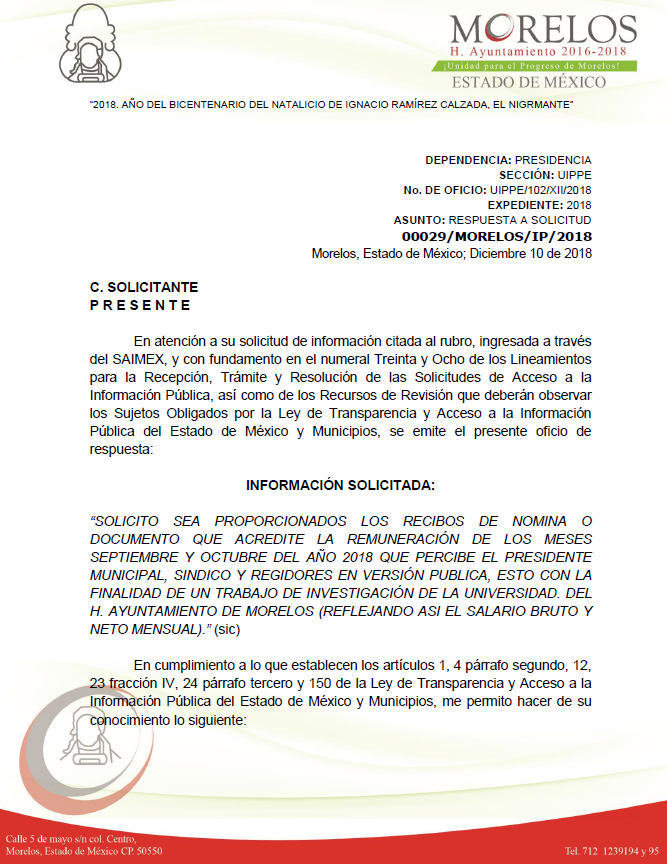 MORELOS
H. Ayuntamiento 2016-2018
¡Unidad para el Progreso de Morelos!
ESTADO DE MÉXICO
"2018. AÑO DEL BICENTENARIO DEL NATALICIO DE IGNACIO RAMÍREZ CALZADA, EL NIGRMANTE"
DEPENDENCIA: PRESIDENCIA
SECCIÓN: UIPPE
No. DE OFICIO: UIPPE/102/XII/2018
EXPEDIENTE: 2018
ASUNTO: RESPUESTA A SOLICITUD
00029/MORELOS/IP/2018
Morelos, Estado de México; Diciembre 10 de 2018
C. SOLICITANTE
P R E S E N T E
En atención a su solicitud de información citada al rubro, ingresada a través
del SAIMEX, y con fundamento en el numeral Treinta y Ocho de los Lineamientos
para la Recepción, Trámite y Resolución de las Solicitudes de Acceso a la
Información Pública, así como de los Recursos de Revisión que deberán observar
los Sujetos Obligados por la Ley de Transparencia y Acceso a la Información
Pública del Estado de México y Municipios, se emite el presente oficio de
respuesta:
INFORMACIÓN SOLICITADA:
"SOLICITO SEA PROPORCIONADOS LOS RECIBOS DE NOMINA O
DOCUMENTO QUE ACREDITE LA REMUNERACIÓN DE LOS MESES
SEPTIEMBRE Y OCTUBRE DEL AÑO 2018 QUE PERCIBE EL PRESIDENTE
MUNICIPAL, SINDICO Y REGIDORES EN VERSIÓN PUBLICA, ESTO CON LA
FINALIDAD DE UN TRABAJO DE INVESTIGACIÓN DE LA UNIVERSIDAD. DEL
H. AYUNTAMIENTO DE MORELOS (REFLEJANDO ASI EL SALARIO BRUTO Y
NETO MENSUAL)." (sic)
En cumplimiento a lo que establecen los artículos 1, 4 párrafo segundo, 12,
23 fracción IV, 24 párrafo tercero y 150 de la Ley de Transparencia y Acceso a la
Información Pública del Estado de México y Municipios, me permito hacer de su
conocimiento lo siguiente:
Calle 5 de mayo s/n col. Centro,
Morelos, Estado de México CP. 50550
Tel. 712 1239194 y 95